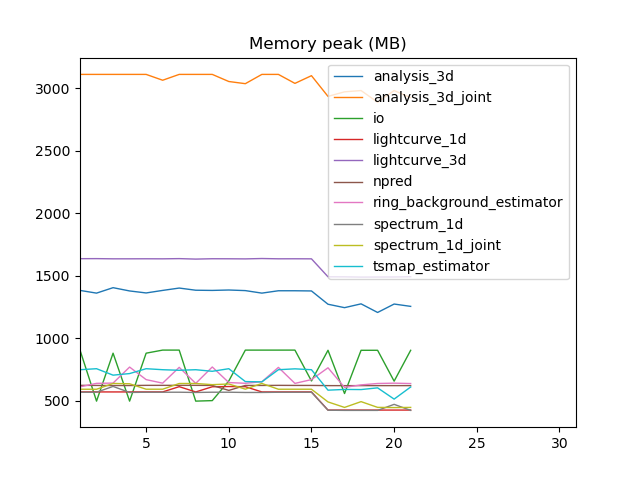 Memory peak (MB)
3000
2500
2000
1500
1000
500
analysis_3d
analysis_3d_joint
io
lightcurve_1d
lightcurve_3d
npred
ring_background_estimator
spectrum_1d
spectrum_1d_joint
tsmap_estimator
5 10 15 20 25 30